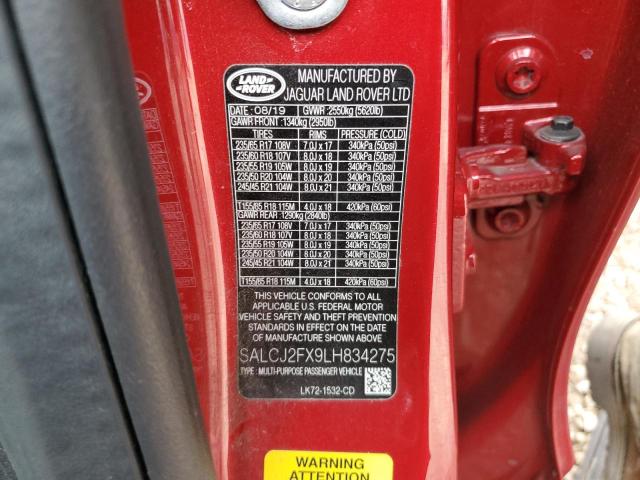 LAND ROVER
MANUFACTURED BY
JAGUAR LAND ROVER LTD
DATE: 08/19 GVWR: 2550kg (5620lb)
GAWR FRONT: 1340kg (2950lb)
TIRES RIMS PRESSURE (COLD)
235/65 R17 108V 7.0J x 17 340kPa (50psi)
235/60 R18 107V 8.0J x 18 340kPa (50psi)
235/55 R19 105W 8.0J x 19 340kPa (50psi)
235/50 R20 104W 8.0J x 20 340kPa (50psi)
245/45 R21 104W 8.0J x 21 340kPa (50psi)
T155/85 R18 115M 4.0J x 18 420kPa (60psi)
GAWR REAR: 1290kg (2840lb)
235/65 R17 108V 7.0J x 17 340kPa (50psi)
235/60 R18 107V 8.0J x 18 340kPa (50psi)
235/55 R19 105W 8.0J x 19 340kPa (50psi)
235/50 R20 104W 8.0J x 20 340kPa (50psi)
245/45 R21 104W 8.0J x 21 340kPa (50psi)
T155/85 R18 115M 4.0J x 18 420kPa (60psi)
THIS VEHICLE CONFORMS TO ALL
APPLICABLE U.S. FEDERAL MOTOR
VEHICLE SAFETY AND THEFT
PREVENTION STANDARDS IN EFFECT
ON THE DATE OF MANUFACTURE
SHOWN ABOVE.
SALCJ2FX9LH834275
TYPE: MULTI-PURPOSE PASSENGER VEHICLE
LK72-1532-CD
WARNING
ATTENTION